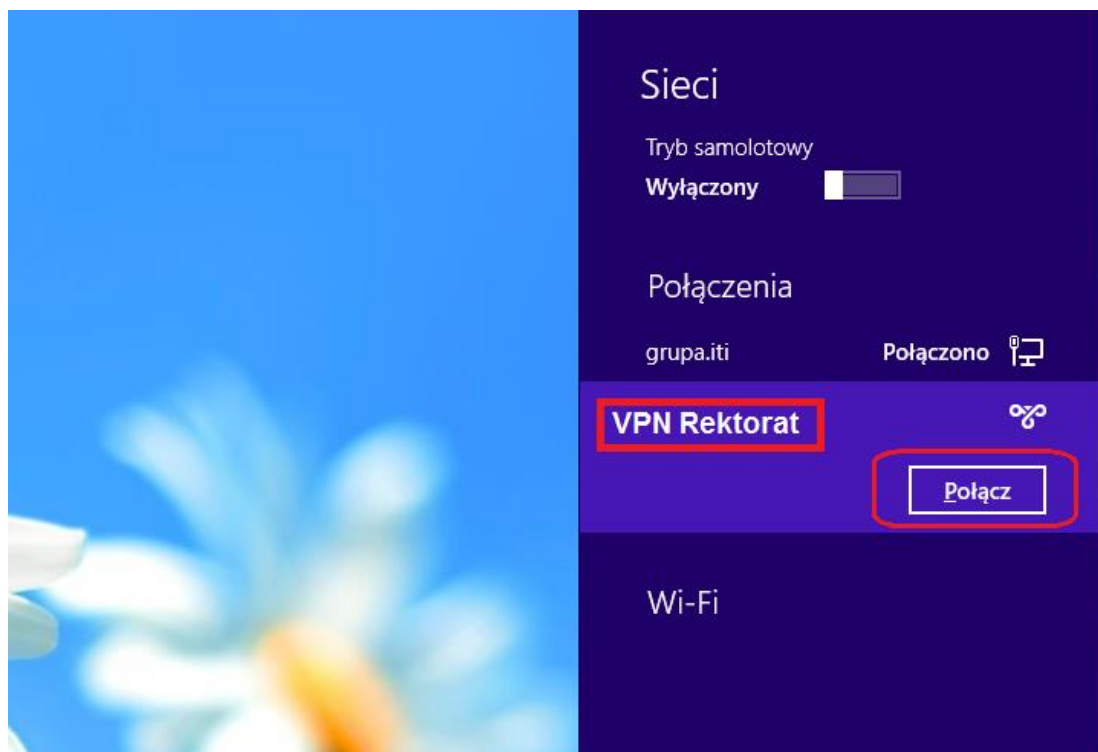 Sieci
Tryb samolotowy
Wyłączony
Połączenia
grupa.iti Połączono
VPN Rektorat
Połącz
Wi-Fi